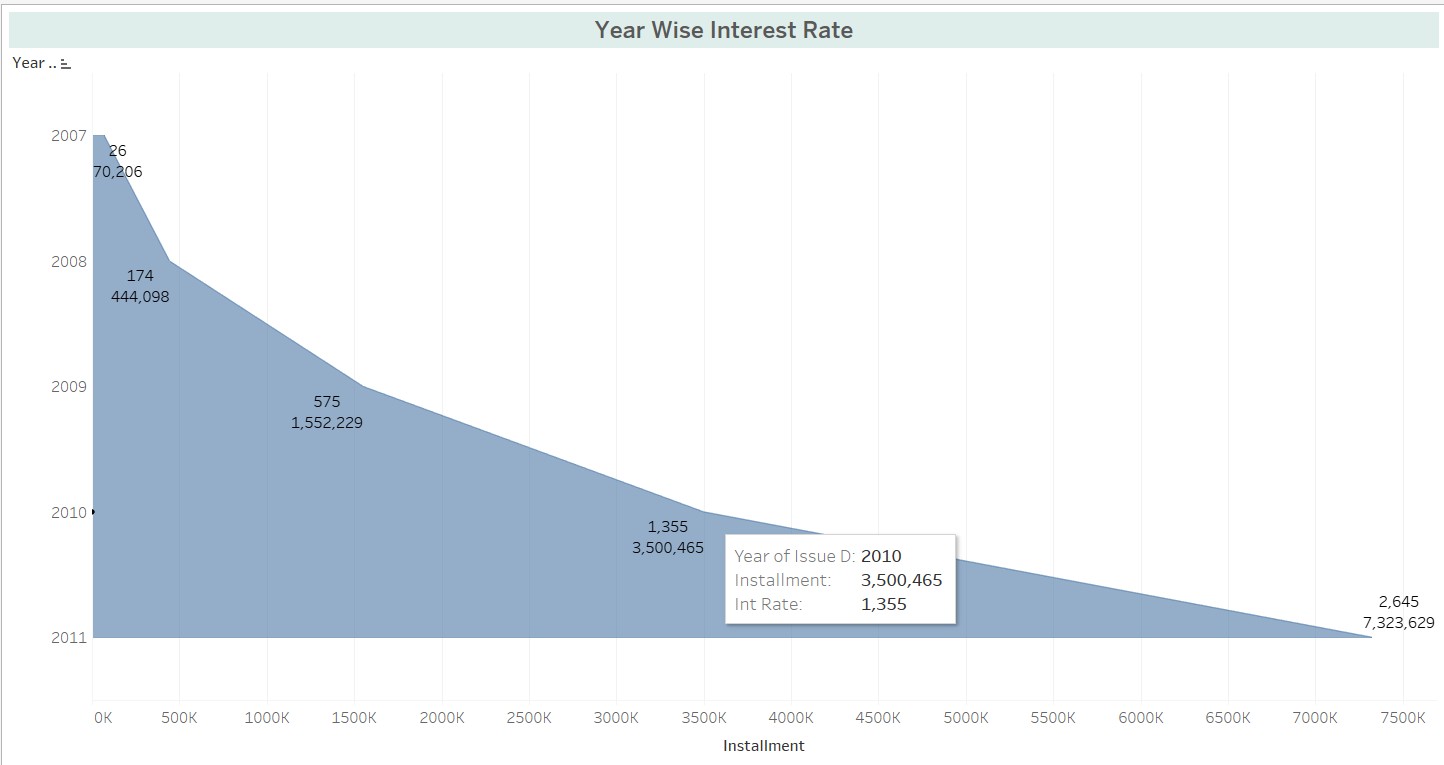 Year Wise Interest Rate
Year ..
2007
26
70,206
2008
174
444,098
2009
575
1,552,229
2010
1,355
3,500,465
Year of Issue D: 2010
Installment: 3,500,465
Int Rate: 1,355
2,645
7,323,629
2011
0K 500K 1000K 1500K 2000K 2500K 3000K 3500K 4000K 4500K 5000K 5500K 6000K 6500K 7000K 7500K
Installment